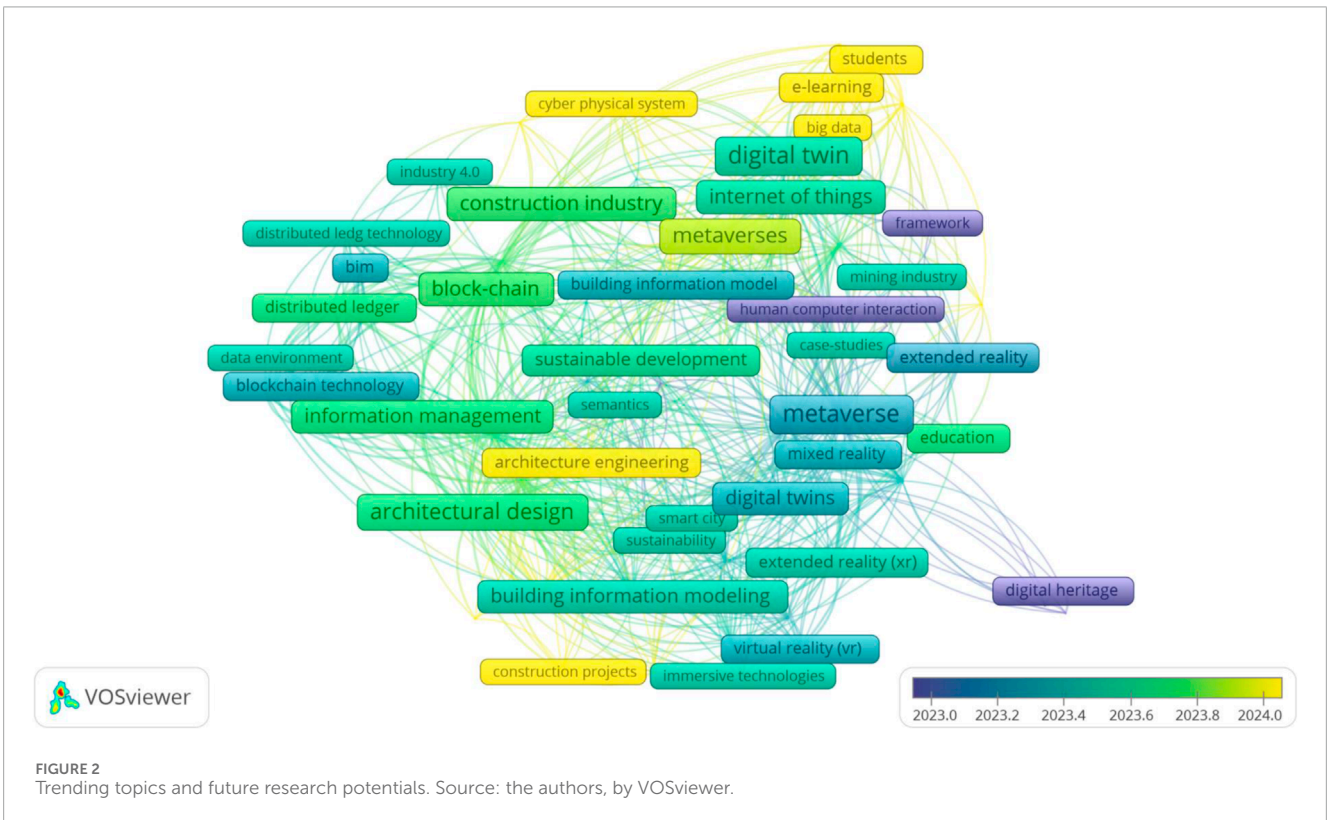 students
e-learning
cyber physical system
big data
digital twin
industry 4.0
internet of things
construction industry
framework
distributed ledg technology
metaverses
bim
mining industry
block-chain
building information model
distributed ledger
human computer interaction
data environment
sustainable development
case-studies
extended reality
blockchain technology
semantics
information management
metaverse
education
mixed reality
architecture engineering
digital twins
architectural design
smart city
sustainability
extended reality (xr)
building information modeling
digital heritage
virtual reality (vr)
construction projects
immersive technologies
VOSviewer
2023.0 2023.2 2023.4 2023.6 2023.8 2024.0
FIGURE 2
Trending topics and future research potentials. Source: the authors, by VOSviewer.